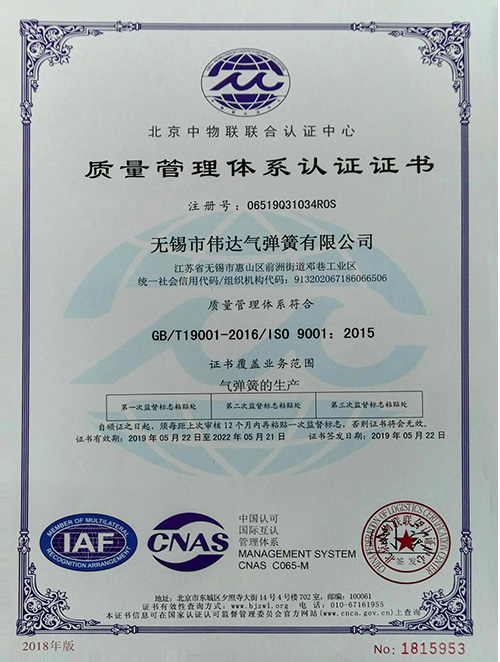 北京中物联联合认证中心
质量管理体系认证证书
注册号：06519Q31034R0S
无锡市伟达气弹簧有限公司
江苏省无锡市惠山区前洲街道邓巷工业区
统一社会信用代码/组织机构代码：913202067186066506
质量管理体系符合
GB/T19001-2016/ISO 9001：2015
证书覆盖业务范围
气弹簧的生产
第一次监督标志粘贴处 第二次监督标志粘贴处 第三次监督标志粘贴处
自颁证之日起，须每距上次审核12个月内再粘贴一次监督标志，否则证书将会无效。
证书有效期：2019年05月22日至2022年05月21日 证书签发日期：2019年05月22日
MEMBER OF MULTILATERAL
IAF
RECOGNITION ARRANGEMENT
CNAS
中国认可
国际互认
管理体系
MANAGEMENT SYSTEM
CNAS C065-M
签发
地址：北京市东城区夕照寺大街14号4号楼702室，邮编：100061
证书有效性查询方式：www.bjzwl.org 电话：010-67161955
本证书信息可在国家认证认可监督管理委员会官方网站(www.cnca.gov.cn)上查询
2018年版
No: 1815953